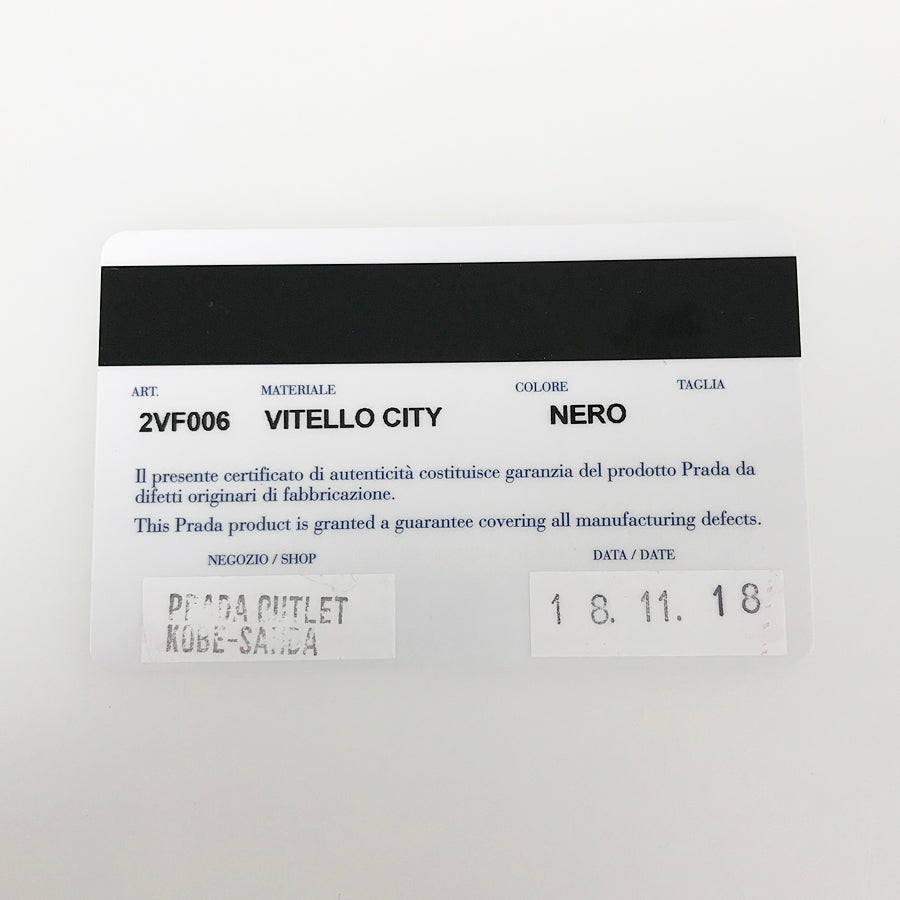 ART. MATERIALE COLORE TAGLIA
2VF006 VITELLO CITY NERO
Il presente certificato di autenticità costituisce garanzia del prodotto Prada da
difetti originari di fabbricazione.
This Prada product is granted a guarantee covering all manufacturing defects.
NEGOZIO / SHOP DATA / DATE
PRADA OUTLET 18. 11. 18
KOBE-SANDA